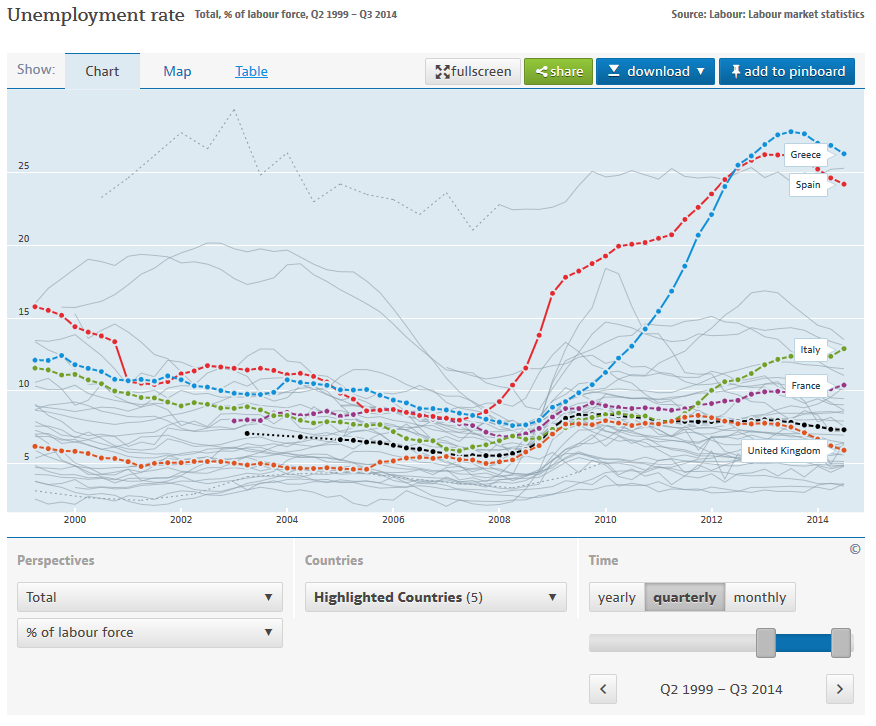 Unemployment rate Total, % of labour force, Q2 1999 – Q3 2014 Source: Labour: Labour market statistics
Show: Chart Map Table fullscreen share download ▼ add to pinboard
25
20
15
10
5
Greece
Spain
Italy
France
United Kingdom
2000 2002 2004 2006 2008 2010 2012 2014
©
Perspectives Countries Time
Total ▼ Highlighted Countries (5) ▼ yearly quarterly monthly
% of labour force ▼
< Q2 1999 – Q3 2014 >